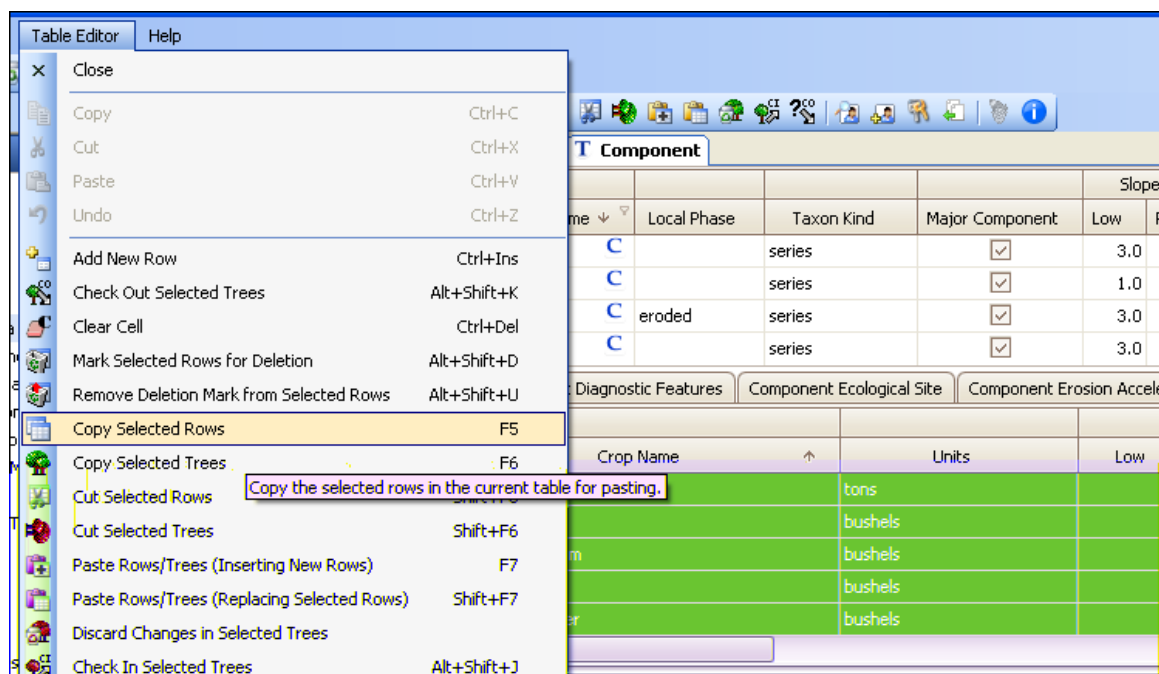 Table Editor Help
Close
Copy Ctrl+C
Cut Ctrl+X
Paste Ctrl+V
Undo Ctrl+Z
Add New Row Ctrl+Ins
Check Out Selected Trees Alt+Shift+K
Clear Cell Ctrl+Del
Mark Selected Rows for Deletion Alt+Shift+D
Remove Deletion Mark from Selected Rows Alt+Shift+U
Copy Selected Rows F5
Copy Selected Trees F6
Copy the selected rows in the current table for pasting.
Cut Selected Rows
Cut Selected Trees Shift+F6
Paste Rows/Trees (Inserting New Rows) F7
Paste Rows/Trees (Replacing Selected Rows) Shift+F7
Discard Changes in Selected Trees
Check In Selected Trees Alt+Shift+J
T Component
Slope
me Local Phase Taxon Kind Major Component Low
C series 3.0
C series 1.0
C eroded series 3.0
C series 3.0
Diagnostic Features Component Ecological Site Component Erosion Accele
Crop Name Units Low
tons
bushels
m bushels
bushels
er bushels